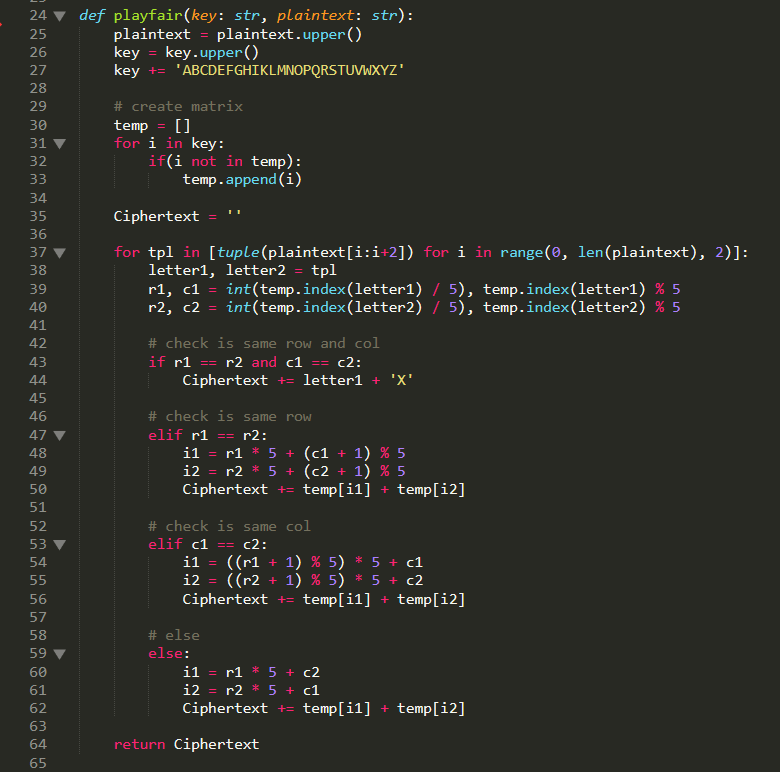 24 def playfair(key: str, plaintext: str):
25 plaintext = plaintext.upper()
26 key = key.upper()
27 key += 'ABCDEFGHIKLMNOPQRSTUVWXYZ'
28
29 # create matrix
30 temp = []
31 for i in key:
32 if(i not in temp):
33 temp.append(i)
34
35 Ciphertext = ''
36
37 for tpl in [tuple(plaintext[i:i+2]) for i in range(0, len(plaintext), 2)]:
38 letter1, letter2 = tpl
39 r1, c1 = int(temp.index(letter1) / 5), temp.index(letter1) % 5
40 r2, c2 = int(temp.index(letter2) / 5), temp.index(letter2) % 5
41
42 # check is same row and col
43 if r1 == r2 and c1 == c2:
44 Ciphertext += letter1 + 'X'
45
46 # check is same row
47 elif r1 == r2:
48 i1 = r1 * 5 + (c1 + 1) % 5
49 i2 = r2 * 5 + (c2 + 1) % 5
50 Ciphertext += temp[i1] + temp[i2]
51
52 # check is same col
53 elif c1 == c2:
54 i1 = ((r1 + 1) % 5) * 5 + c1
55 i2 = ((r2 + 1) % 5) * 5 + c2
56 Ciphertext += temp[i1] + temp[i2]
57
58 # else
59 else:
60 i1 = r1 * 5 + c2
61 i2 = r2 * 5 + c1
62 Ciphertext += temp[i1] + temp[i2]
63
64 return Ciphertext
65